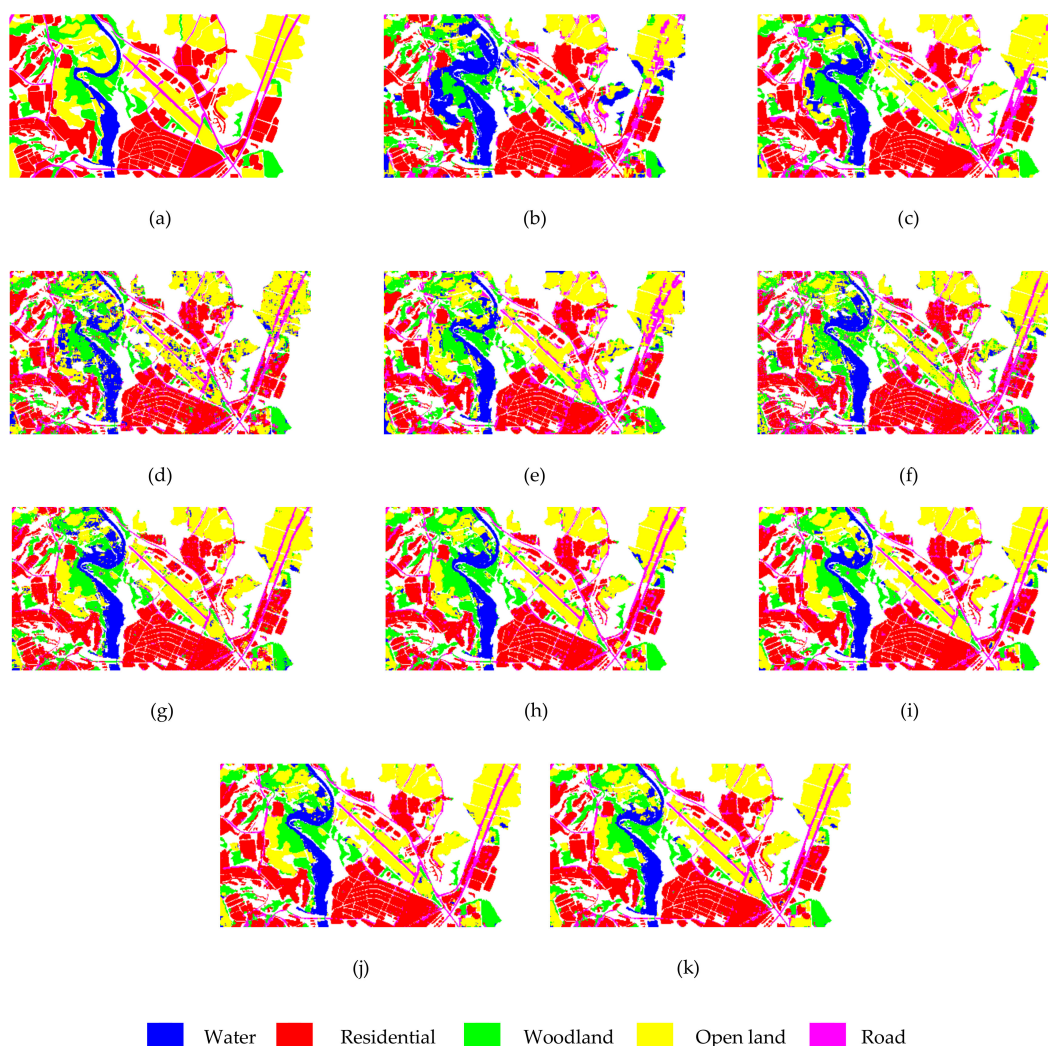 (a) (b) (c)
(d) (e) (f)
(g) (h) (i)
(j) (k)
Water Residential Woodland Open land Road